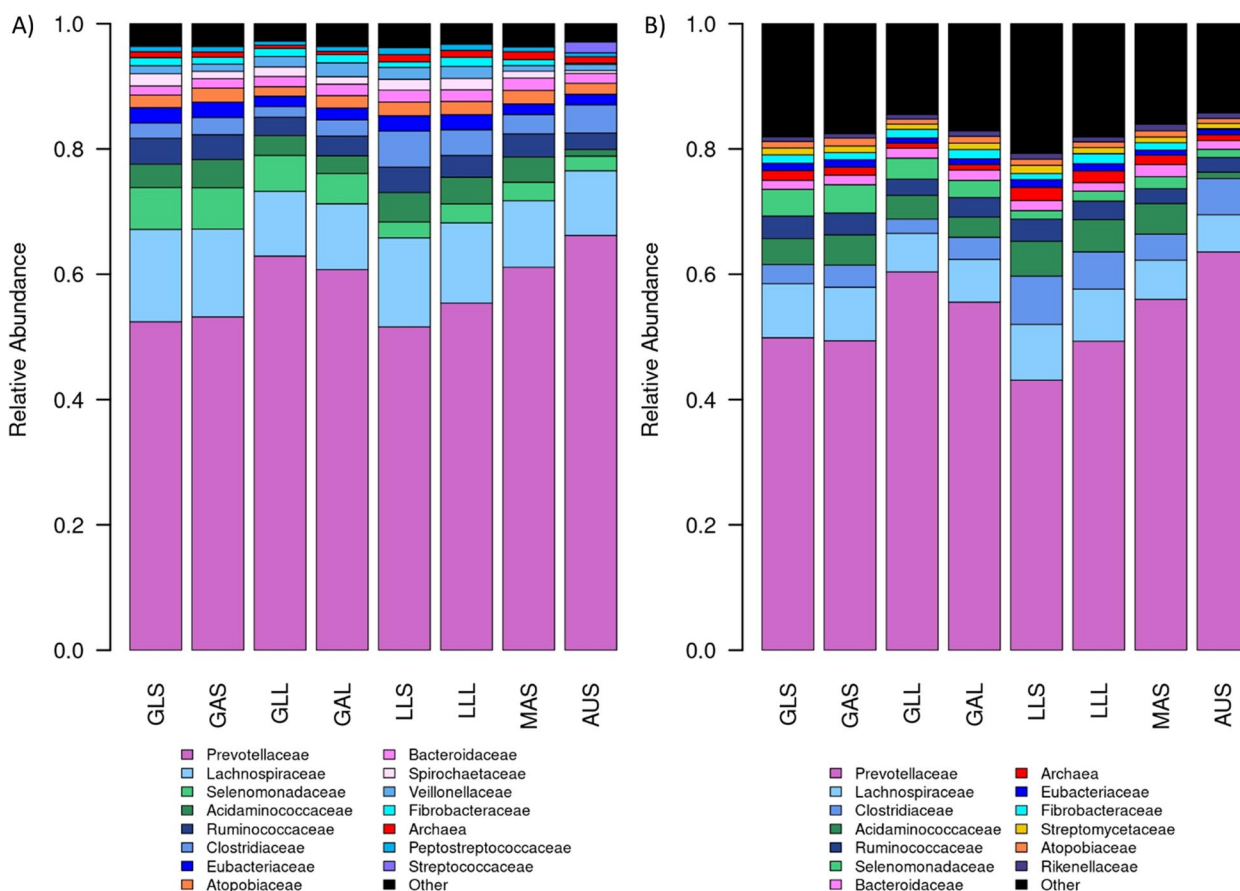 A)
Relative Abundance
1.0
0.8
0.6
0.4
0.2
0.0
GLS
GAS
GLL
GAL
LLS
LLL
MAS
AUS
Prevotellaceae
Lachnospiraceae
Selenomonadaceae
Acidaminococcaceae
Ruminococcaceae
Clostridiaceae
Eubacteriaceae
Atopobiaceae
Bacteroidaceae
Spirochaetaceae
Veillonellaceae
Fibrobacteraceae
Archaea
Peptostreptococcaceae
Streptococcaceae
Other
B)
Relative Abundance
1.0
0.8
0.6
0.4
0.2
0.0
GLS
GAS
GLL
GAL
LLS
LLL
MAS
AUS
Prevotellaceae
Lachnospiraceae
Clostridiaceae
Acidaminococcaceae
Ruminococcaceae
Selenomonadaceae
Bacteroidaceae
Archaea
Eubacteriaceae
Fibrobacteraceae
Streptomycetaceae
Atopobiaceae
Rikenellaceae
Other